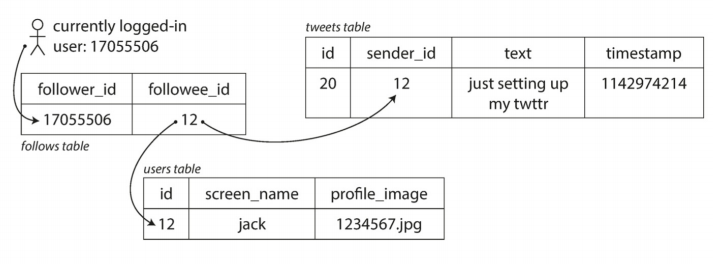 currently logged-in
user: 17055506
tweets table
id sender_id text timestamp
20 12 just setting up 1142974214
my twttr
follower_id followee_id
17055506 12
follows table
users table
id screen_name profile_image
12 jack 1234567.jpg